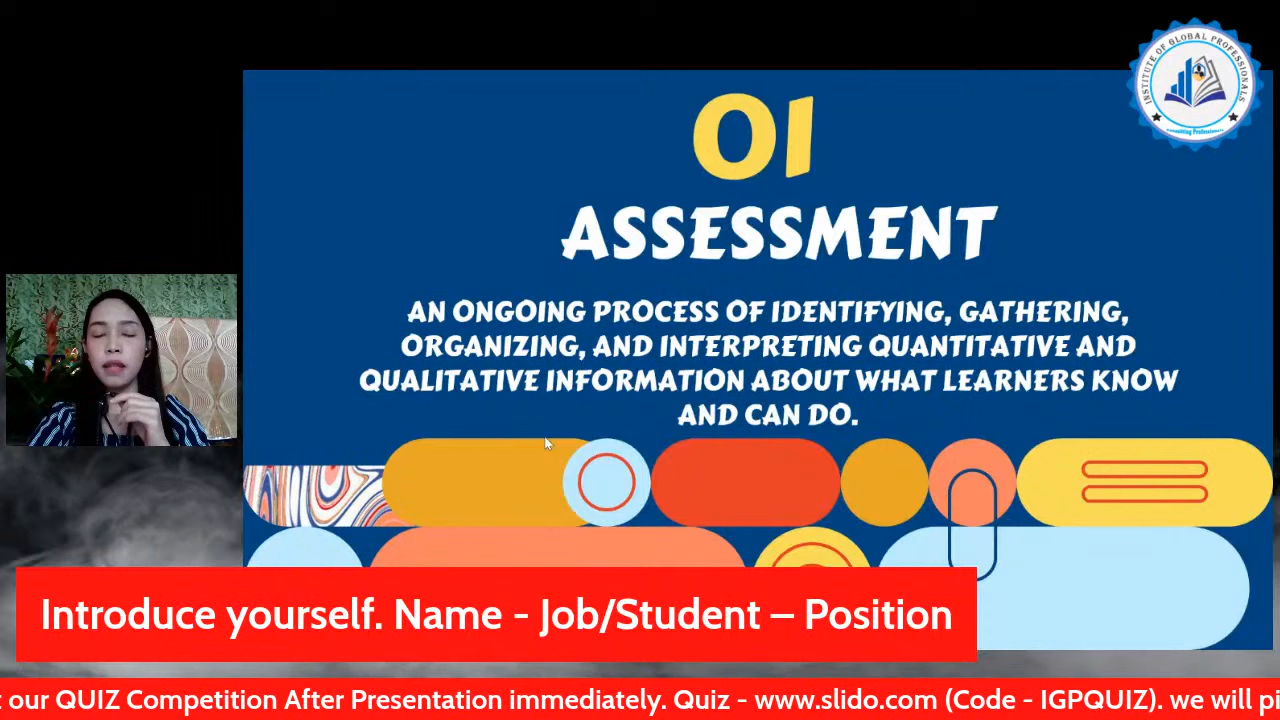 INSTITUTE OF GLOBAL PROFESSIONALS
01
ASSESSMENT
AN ONGOING PROCESS OF IDENTIFYING, GATHERING,
ORGANIZING, AND INTERPRETING QUANTITATIVE AND
QUALITATIVE INFORMATION ABOUT WHAT LEARNERS KNOW
AND CAN DO.
Introduce yourself. Name - Job/Student – Position
our QUIZ Competition After Presentation immediately. Quiz - www.slido.com (Code - IGPQUIZ). we will